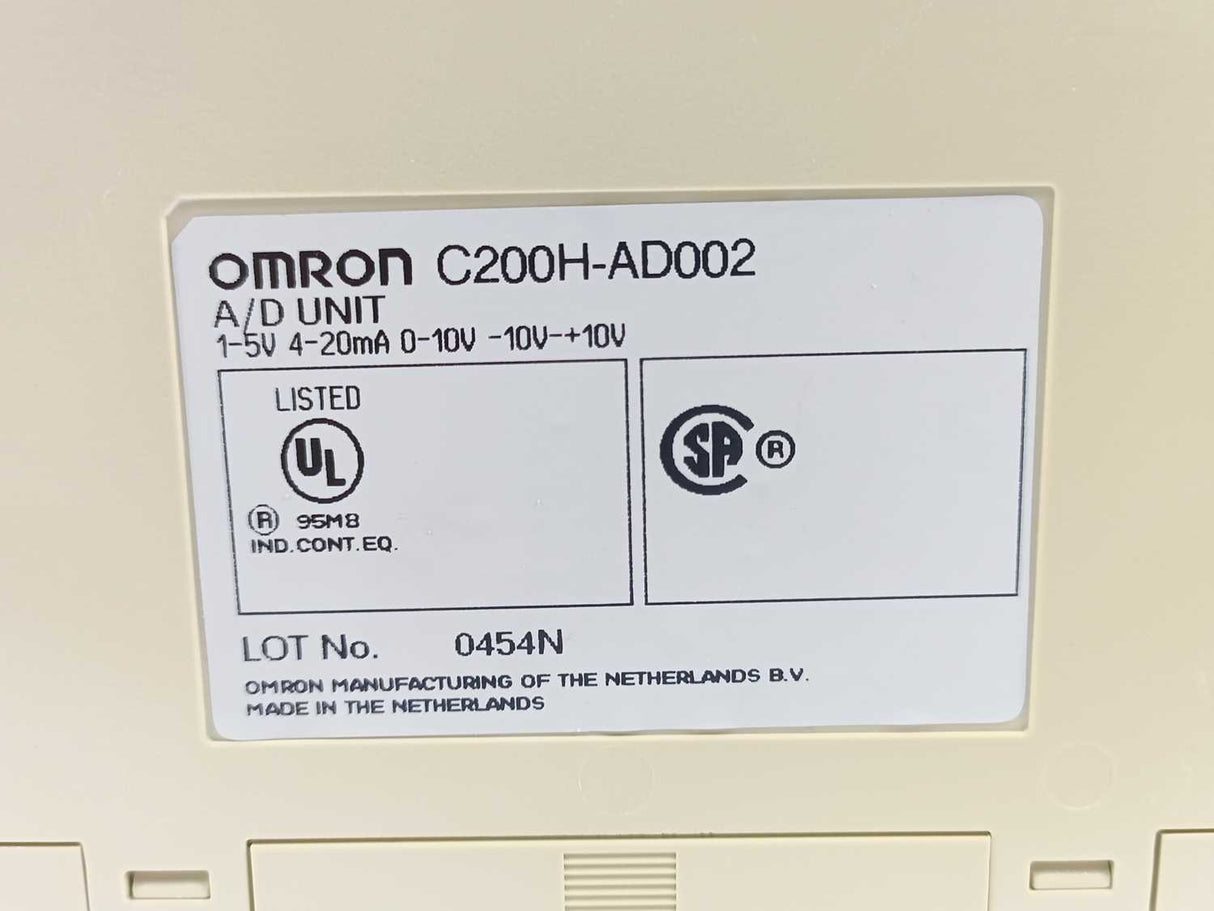 OMRON C200H-AD002
A/D UNIT
1-5V 4-20mA 0-10V -10V-+10V
LISTED
UL
® 95M8
IND.CONT.EQ.
SA ®
LOT No. 0454N
OMRON MANUFACTURING OF THE NETHERLANDS B.V.
MADE IN THE NETHERLANDS